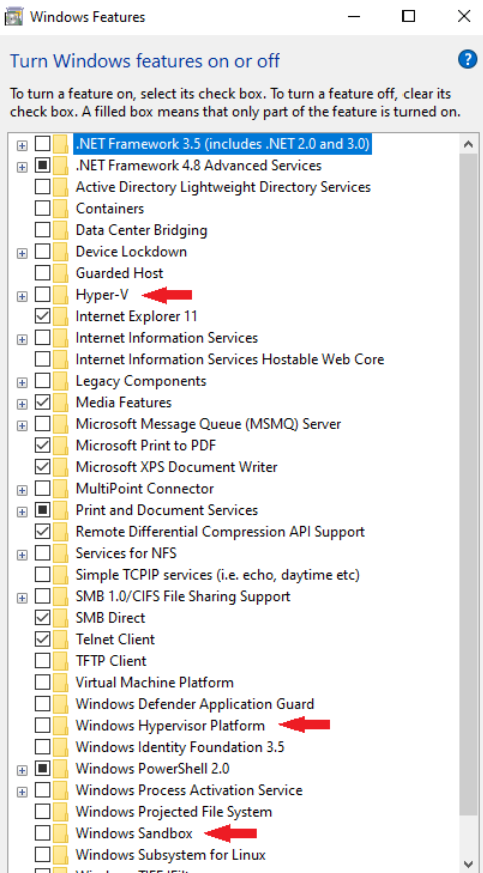 Windows Features
Turn Windows features on or off
To turn a feature on, select its check box. To turn a feature off, clear its
check box. A filled box means that only part of the feature is turned on.
.NET Framework 3.5 (includes .NET 2.0 and 3.0)
.NET Framework 4.8 Advanced Services
Active Directory Lightweight Directory Services
Containers
Data Center Bridging
Device Lockdown
Guarded Host
Hyper-V
Internet Explorer 11
Internet Information Services
Internet Information Services Hostable Web Core
Legacy Components
Media Features
Microsoft Message Queue (MSMQ) Server
Microsoft Print to PDF
Microsoft XPS Document Writer
MultiPoint Connector
Print and Document Services
Remote Differential Compression API Support
Services for NFS
Simple TCPIP services (i.e. echo, daytime etc)
SMB 1.0/CIFS File Sharing Support
SMB Direct
Telnet Client
TFTP Client
Virtual Machine Platform
Windows Defender Application Guard
Windows Hypervisor Platform
Windows Identity Foundation 3.5
Windows PowerShell 2.0
Windows Process Activation Service
Windows Projected File System
Windows Sandbox
Windows Subsystem for Linux